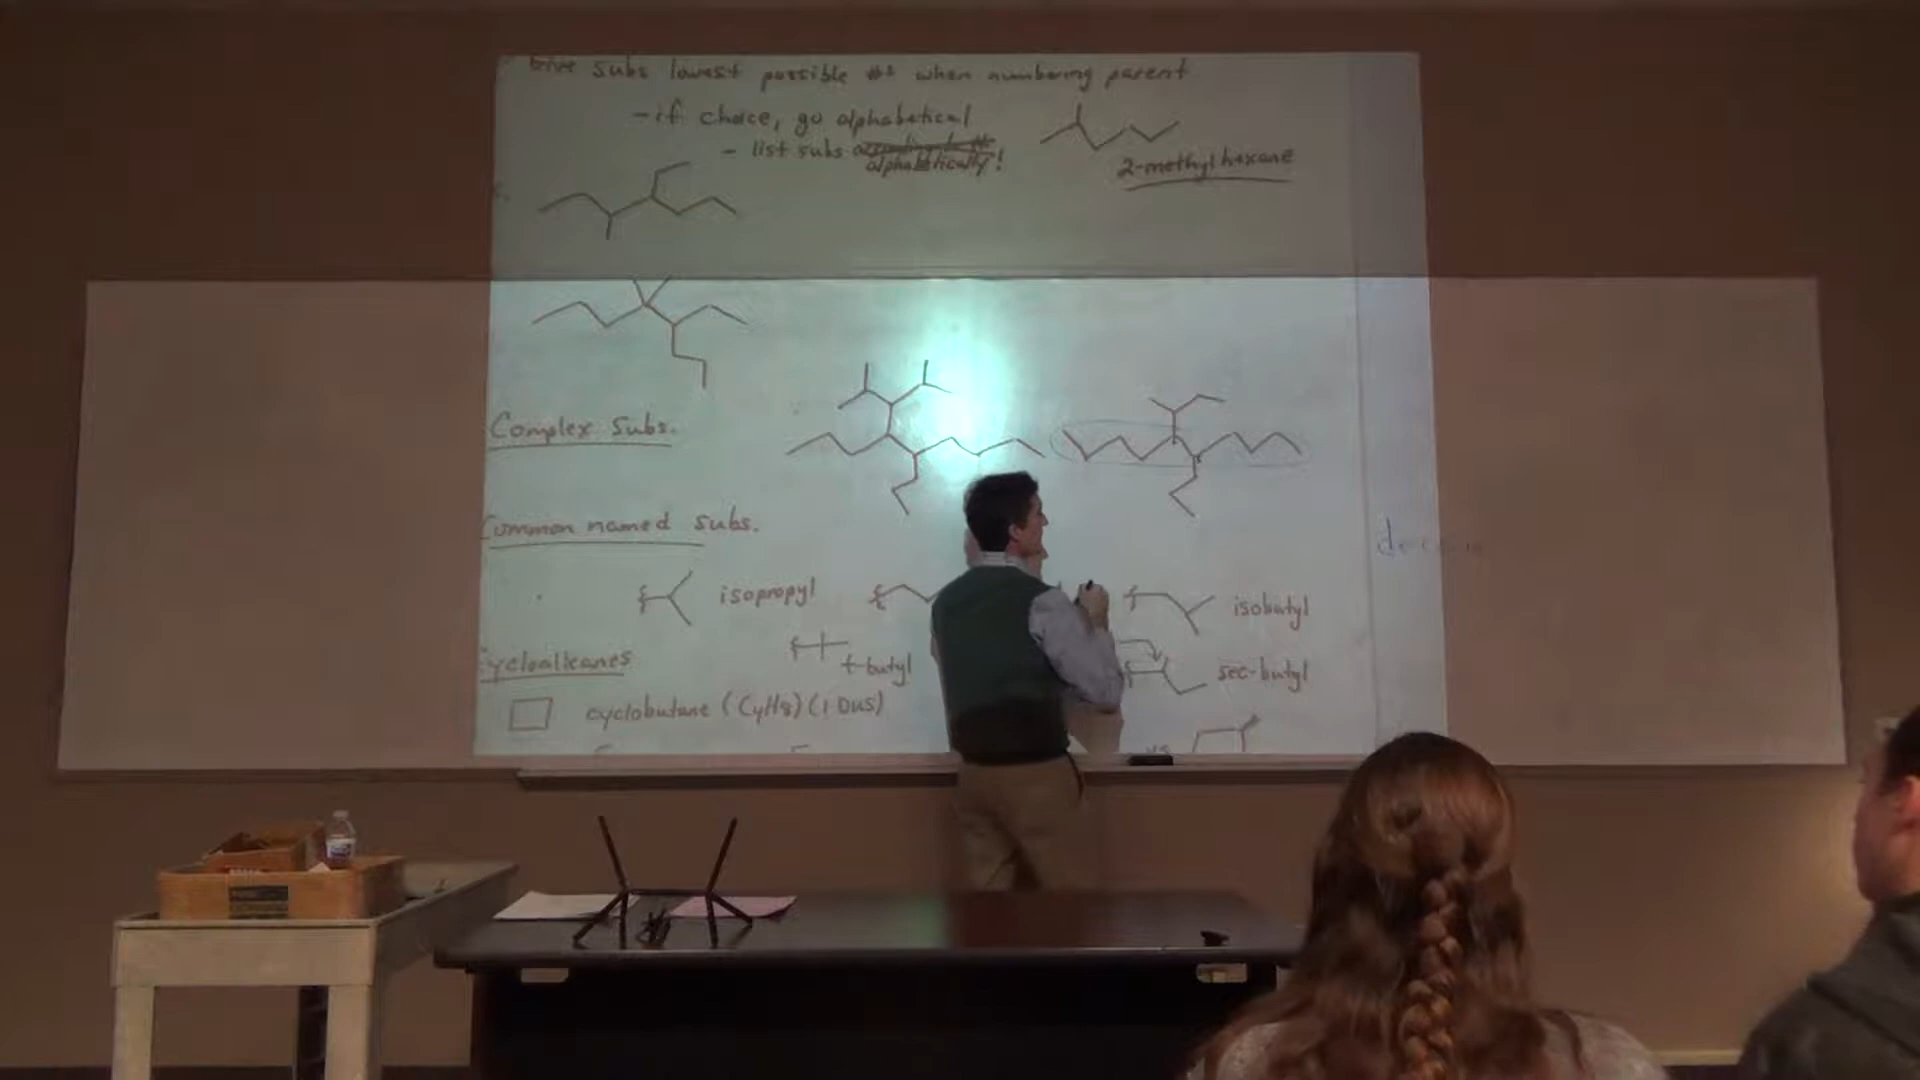 Give subs lowest possible #s when numbering parent
- if choice, go alphabetical
- list subs alphabetically!
2-methylhexane
Complex Subs.
Common named subs.
isopropyl
isobutyl
t-butyl
sec-butyl
Cycloalkanes
cyclobutane (C4H8) (1 DUS)
vs